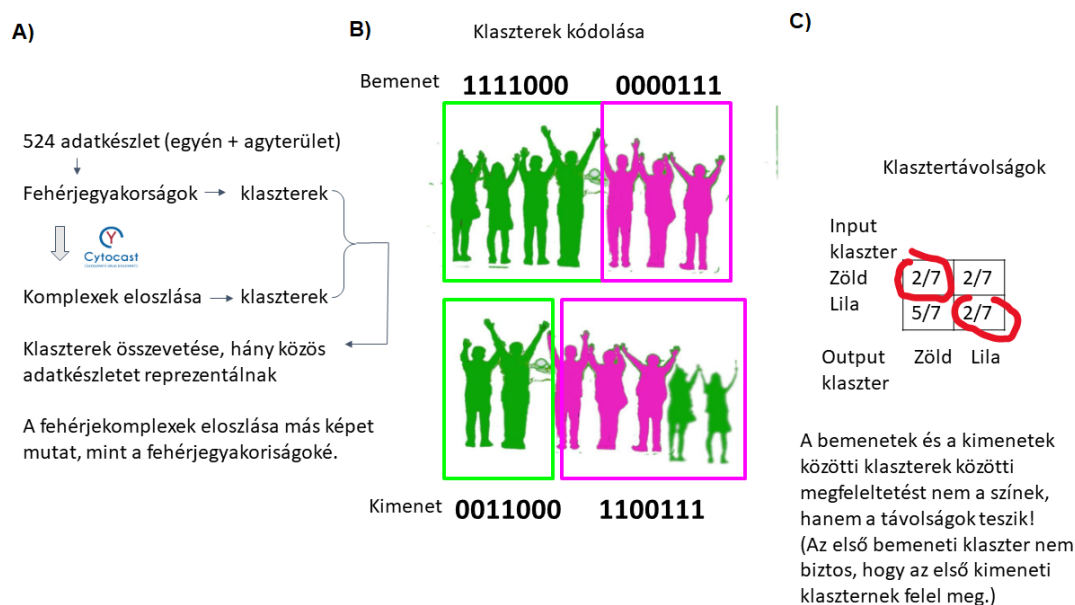 A)
524 adatkészlet (egyén + agyterület)
Fehérjegyakorságok
klaszterek
Cytocast
Komplexek eloszlása
klaszterek
Klaszterek összevetése, hány közös
adatkészletet reprezentálnak
A fehérjekomplexek eloszlása más képet
mutat, mint a fehérjegyakoriságoké.
B)
Klaszterek kódolása
Bemenet 1111000 0000111
Kimenet 0011000 1100111
C)
Klasztertávolságok
Input
klaszter
Zöld 2/7 2/7
Lila 5/7 2/7
Output Zöld Lila
klaszter
A bemenetek és a kimenetek
közötti klaszterek közötti
megfeleltetést nem a színek,
hanem a távolságok teszik!
(Az első bemeneti klaszter nem
biztos, hogy az első kimeneti
klaszternek felel meg.)